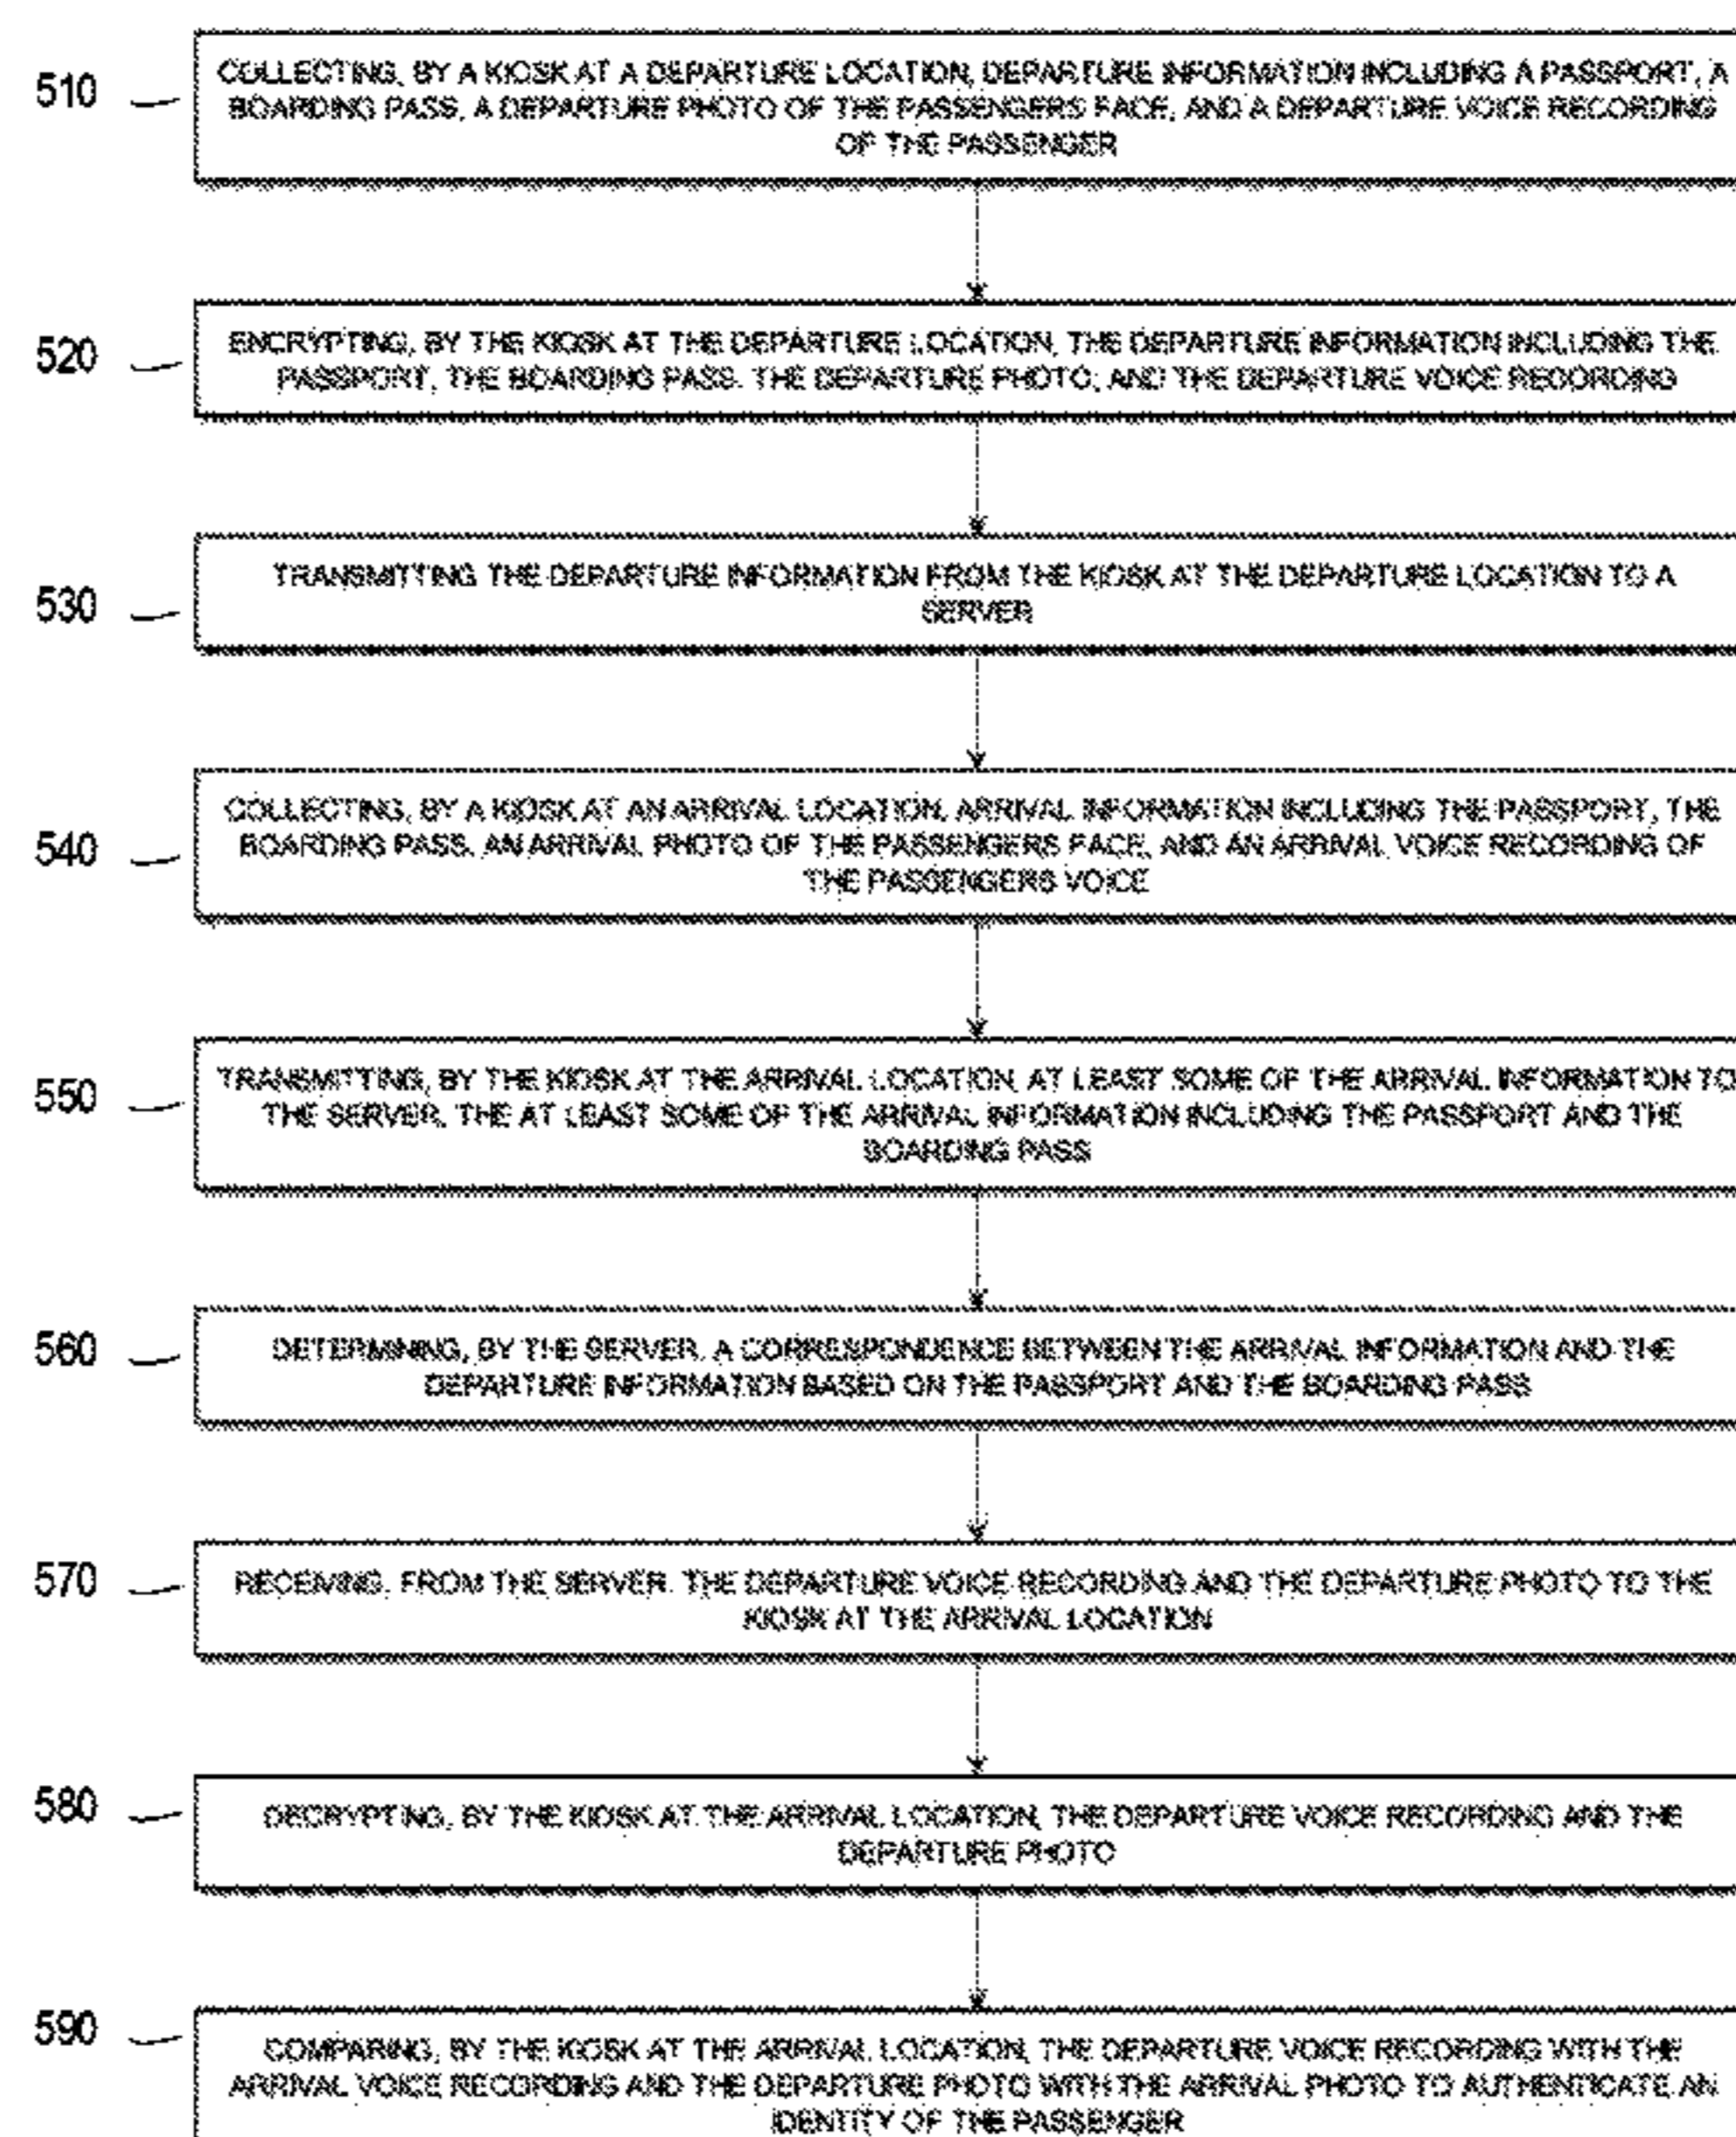 510
COLLECTING, BY A KIOSK AT A DEPARTURE LOCATION, DEPARTURE INFORMATION INCLUDING A PASSPORT, A
BOARDING PASS, A DEPARTURE PHOTO OF THE PASSENGERS FACE, AND A DEPARTURE VOICE RECORDING
OF THE PASSENGER
520
ENCRYPTING, BY THE KIOSK AT THE DEPARTURE LOCATION, THE DEPARTURE INFORMATION INCLUDING THE
PASSPORT, THE BOARDING PASS, THE DEPARTURE PHOTO, AND THE DEPARTURE VOICE RECORDING
530
TRANSMITTING THE DEPARTURE INFORMATION FROM THE KIOSK AT THE DEPARTURE LOCATION TO A
SERVER
540
COLLECTING, BY A KIOSK AT AN ARRIVAL LOCATION, ARRIVAL INFORMATION INCLUDING THE PASSPORT, THE
BOARDING PASS, AN ARRIVAL PHOTO OF THE PASSENGERS FACE, AND AN ARRIVAL VOICE RECORDING OF
THE PASSENGERS VOICE
550
TRANSMITTING, BY THE KIOSK AT THE ARRIVAL LOCATION, AT LEAST SOME OF THE ARRIVAL INFORMATION TO
THE SERVER, THE AT LEAST SOME OF THE ARRIVAL INFORMATION INCLUDING THE PASSPORT AND THE
BOARDING PASS
560
DETERMINING, BY THE SERVER, A CORRESPONDENCE BETWEEN THE ARRIVAL INFORMATION AND THE
DEPARTURE INFORMATION BASED ON THE PASSPORT AND THE BOARDING PASS
570
RECEIVING, FROM THE SERVER, THE DEPARTURE VOICE RECORDING AND THE DEPARTURE PHOTO TO THE
KIOSK AT THE ARRIVAL LOCATION
580
DECRYPTING, BY THE KIOSK AT THE ARRIVAL LOCATION, THE DEPARTURE VOICE RECORDING AND THE
DEPARTURE PHOTO
590
COMPARING, BY THE KIOSK AT THE ARRIVAL LOCATION, THE DEPARTURE VOICE RECORDING WITH THE
ARRIVAL VOICE RECORDING AND THE DEPARTURE PHOTO WITH THE ARRIVAL PHOTO TO AUTHENTICATE AN
IDENTITY OF THE PASSENGER